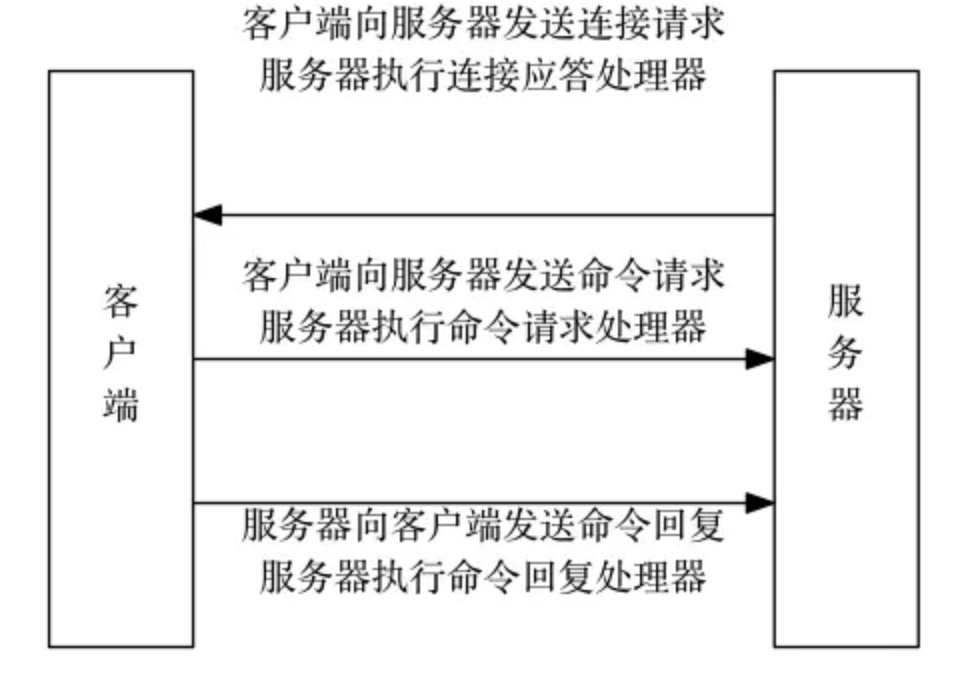 客户端向服务器发送连接请求
服务器执行连接应答处理器
客户端
客户端向服务器发送命令请求
服务器执行命令请求处理器
服务器
服务器向客户端发送命令回复
服务器执行命令回复处理器